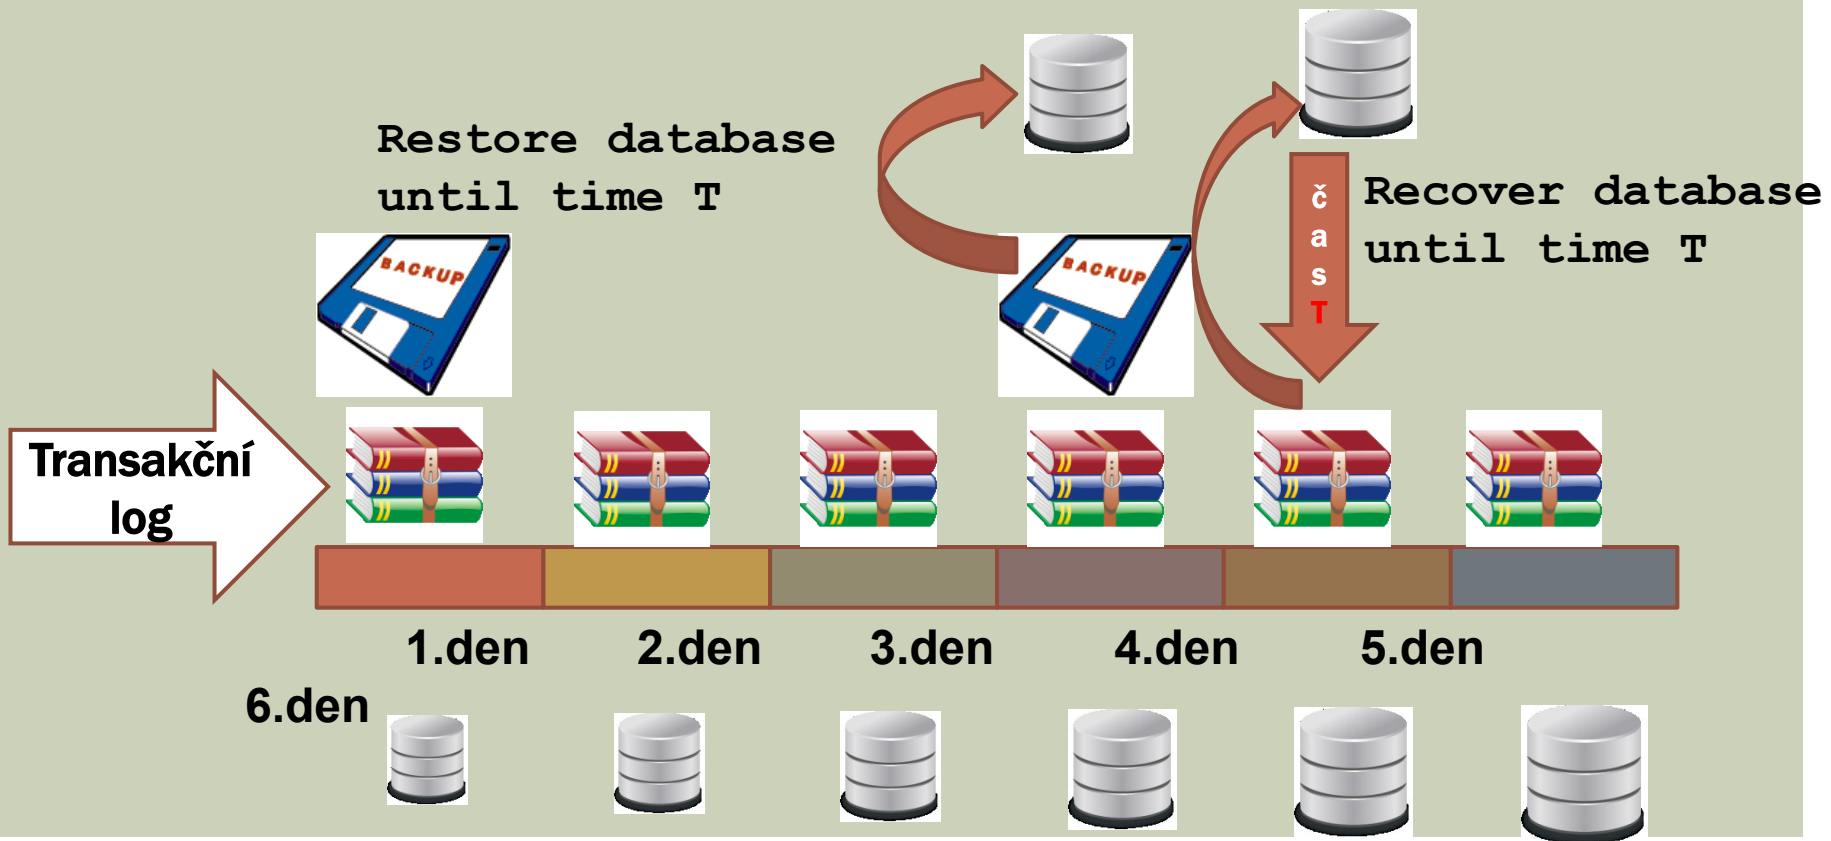 Restore database
until time T
Recover database
until time T
č
a
s
T
BACKUP
BACKUP
Transakční
log
1.den 2.den 3.den 4.den 5.den
6.den